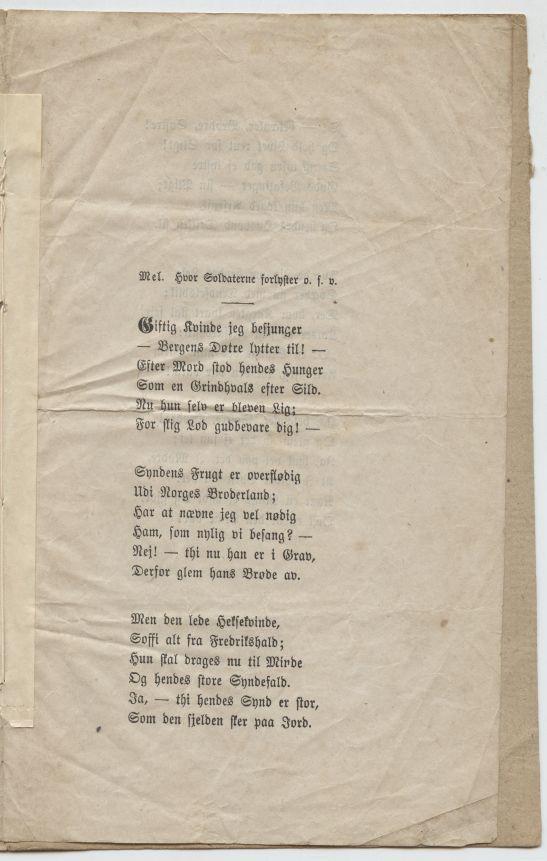 Mel. Hvor Soldaterne forlyster o. s. v.
Giftig Kvinde jeg besjunger
— Bergens Døtre lytter til! —
Efter Mord stod hendes Hunger
Som en Grindhvals efter Sild.
Nu hun selv er bleven Lig;
For slig Lod gudbevare dig! —
Syndens Frugt er overflødig
Udi Norges Broderland;
Har at nævne jeg vel nødig
Ham, som nylig vi besang? —
Nei! — thi nu han er i Grav,
Derfor glem hans Brøde av.
Men den lede Heksekvinde,
Soffi alt fra Fredrikshald;
Hun skal drages nu til Minde
Og hendes store Syndefald.
Ja, — thi hendes Synd er stor,
Som den sjelden sker paa Jord.